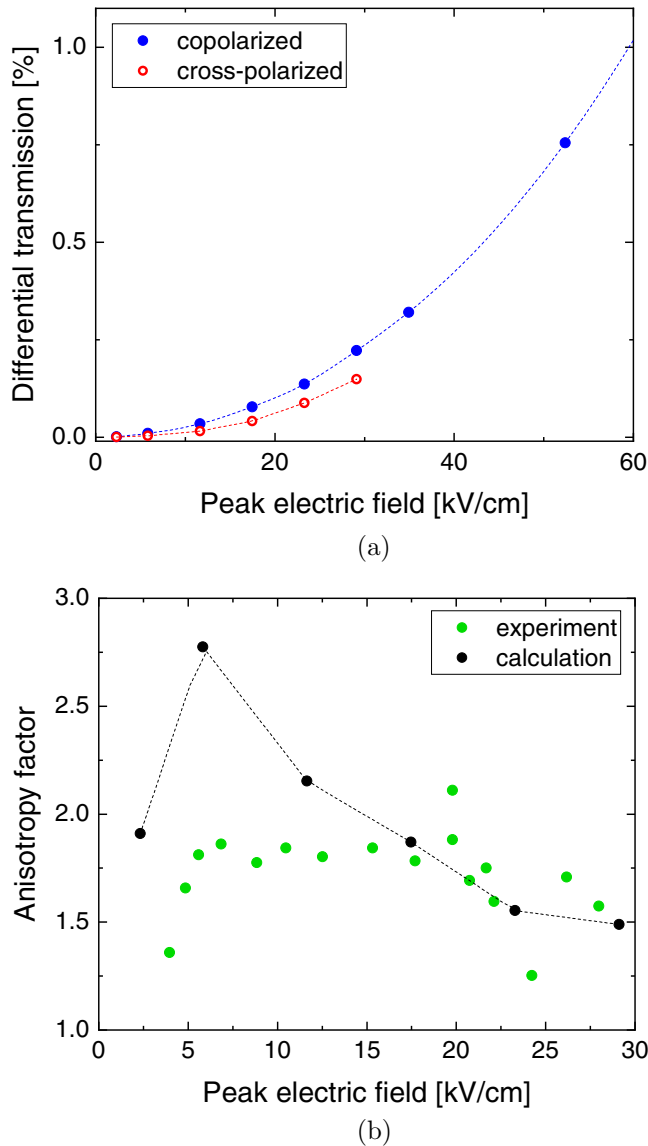 1.0
copolarized
cross-polarized
Differential transmission [%]
0.5
0.0
0 20 40 60
Peak electric field [kV/cm]
(a)
3.0
experiment
calculation
2.5
Anisotropy factor
2.0
1.5
1.0
0 5 10 15 20 25 30
Peak electric field [kV/cm]
(b)